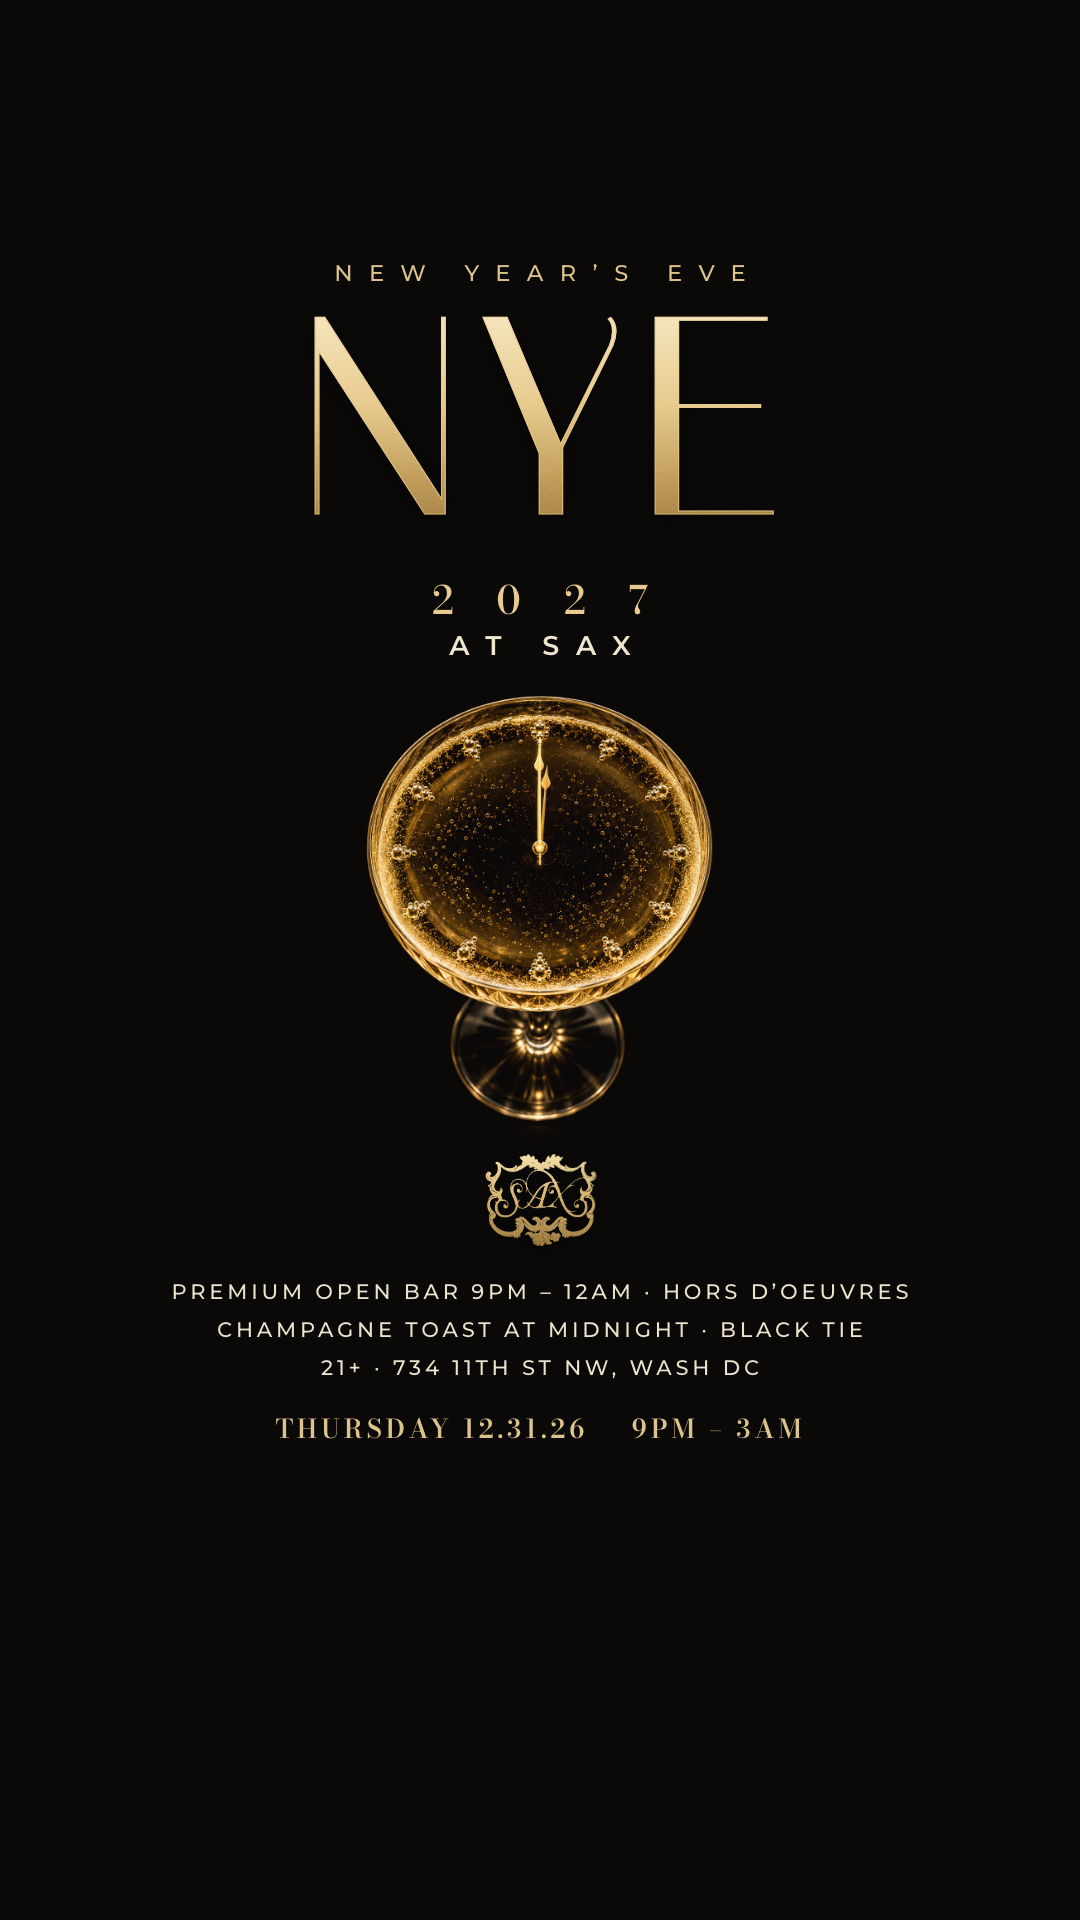 NEW YEAR’S EVE
NYE
2027
AT SAX
SAX
PREMIUM OPEN BAR 9PM – 12AM · HORS D’OEUVRES
CHAMPAGNE TOAST AT MIDNIGHT · BLACK TIE
21+ · 734 11TH ST NW, WASH DC
THURSDAY 12.31.26 9PM – 3AM